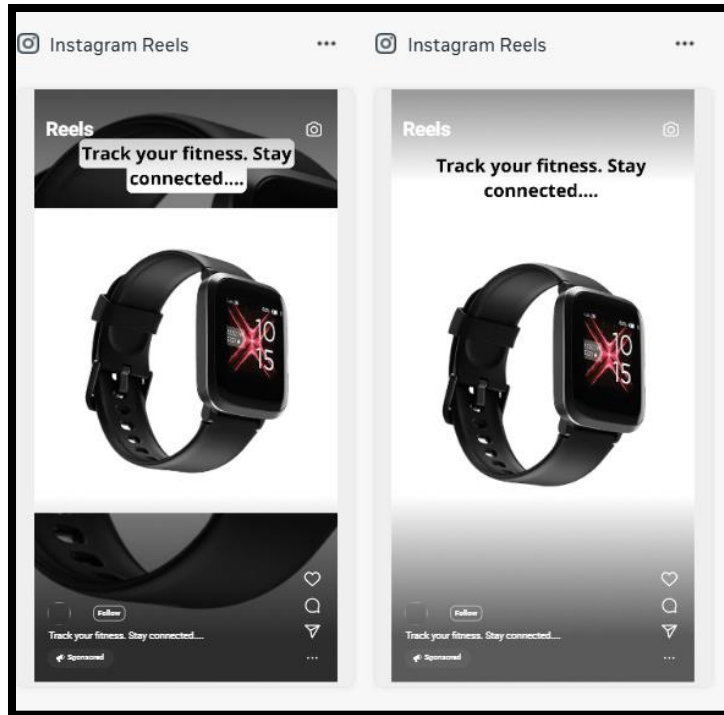 Instagram Reels
Reels
Track your fitness. Stay
connected....
10
15
Follow
Track your fitness. Stay connected....
Sponsored
Instagram Reels
Reels
Track your fitness. Stay
connected....
10
15
Track your fitness. Stay connected....
Sponsored